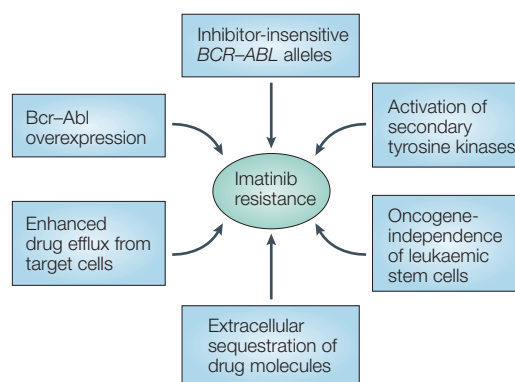 Inhibitor-insensitive
BCR–ABL alleles
Bcr–Abl
overexpression
Activation of
secondary
tyrosine kinases
Imatinib
resistance
Enhanced
drug efflux from
target cells
Oncogene-
independence
of leukaemic
stem cells
Extracellular
sequestration of
drug molecules